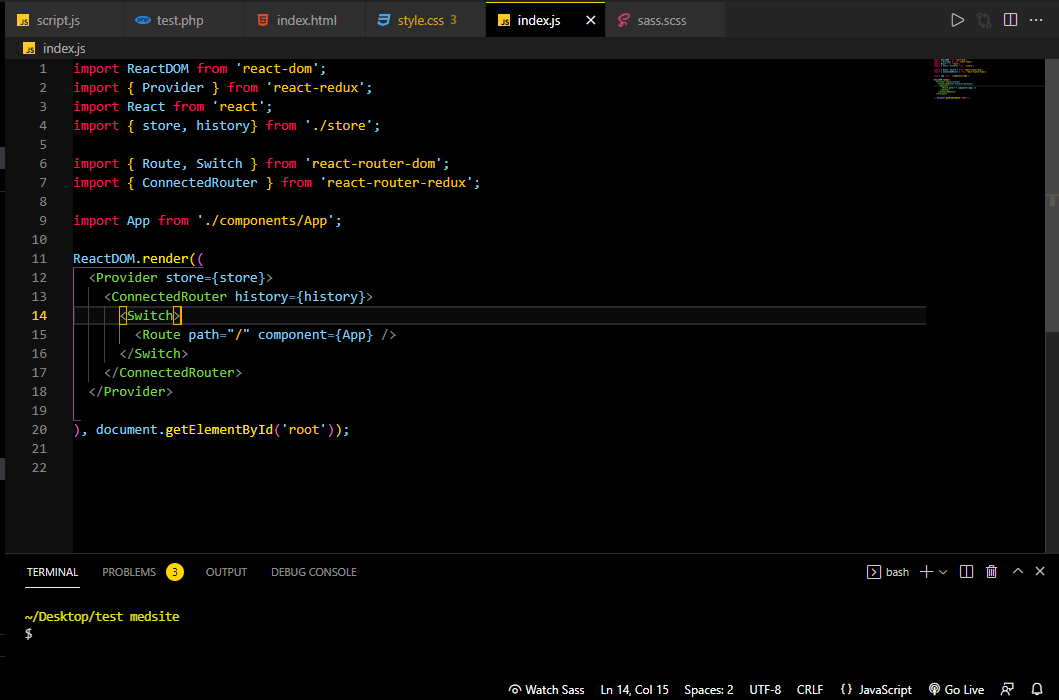 script.js test.php index.html style.css 3 index.js sass.scss
index.js
1 import ReactDOM from 'react-dom';
2 import { Provider } from 'react-redux';
3 import React from 'react';
4 import { store, history} from './store';
5
6 import { Route, Switch } from 'react-router-dom';
7 import { ConnectedRouter } from 'react-router-redux';
8
9 import App from './components/App';
10
11 ReactDOM.render((
12 <Provider store={store}>
13 <ConnectedRouter history={history}>
14 <Switch>
15 <Route path="/" component={App} />
16 </Switch>
17 </ConnectedRouter>
18 </Provider>
19
20 ), document.getElementById('root'));
21
22
TERMINAL PROBLEMS 3 OUTPUT DEBUG CONSOLE bash
~/Desktop/test medsite
$
Watch Sass Ln 14, Col 15 Spaces: 2 UTF-8 CRLF {} JavaScript Go Live